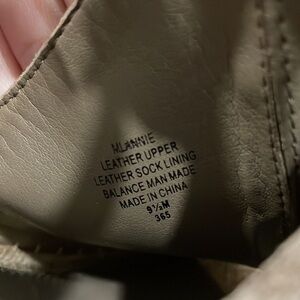 MLANNIE
LEATHER UPPER
LEATHER SOCK LINING
BALANCE MAN MADE
MADE IN CHINA
9½M
365